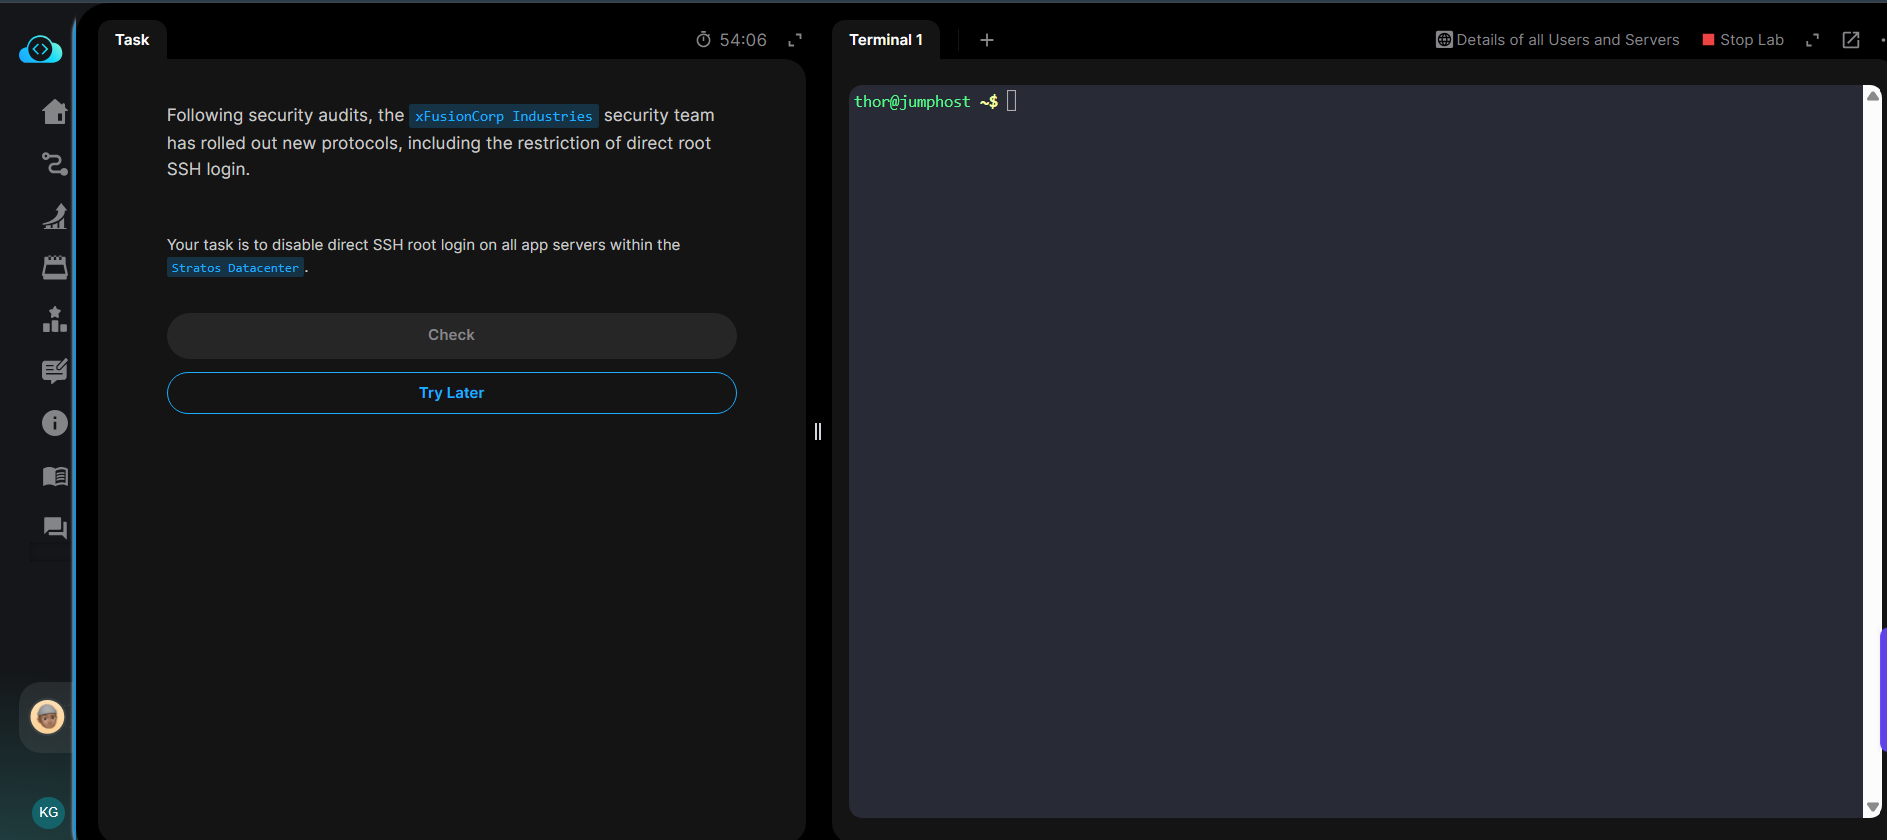 Task
54:06
Following security audits, the xFusionCorp Industries security team
has rolled out new protocols, including the restriction of direct root
SSH login.
Your task is to disable direct SSH root login on all app servers within the
Stratos Datacenter.
Check
Try Later
Terminal 1
Details of all Users and Servers
Stop Lab
thor@jumphost ~$
KG